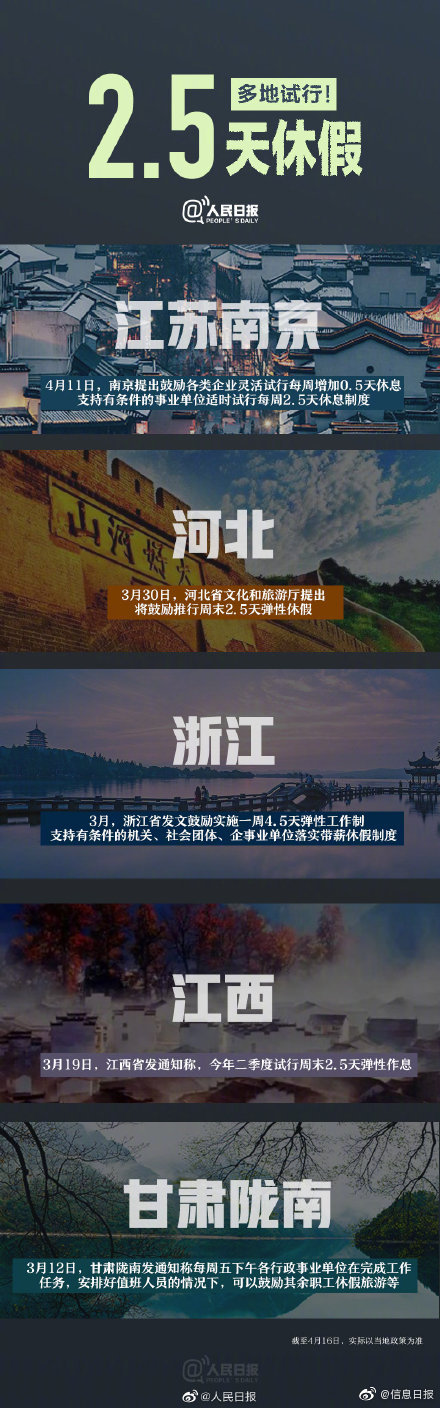 多地试行!
2.5天休假
@人民日报
PEOPLE'S DAILY
江苏南京
4月11日，南京提出鼓励各类企业灵活试行每周增加0.5天休息
支持有条件的事业单位适时试行每周2.5天休息制度
山河好大
河北
3月30日，河北省文化和旅游厅提出
将鼓励推行周末2.5天弹性休假
浙江
3月，浙江省发文鼓励实施一周4.5天弹性工作制
支持有条件的机关、社会团体、企事业单位落实带薪休假制度
江西
3月19日，江西省发通知称，今年二季度试行周末2.5天弹性作息
甘肃陇南
3月12日，甘肃陇南发通知称每周五下午各行政事业单位在完成工作
任务，安排好值班人员的情况下，可以鼓励其余职工休假旅游等
截至4月16日，实际以当地政策为准
@人民日报
PEOPLE'S DAILY
@人民日报
@信息日报